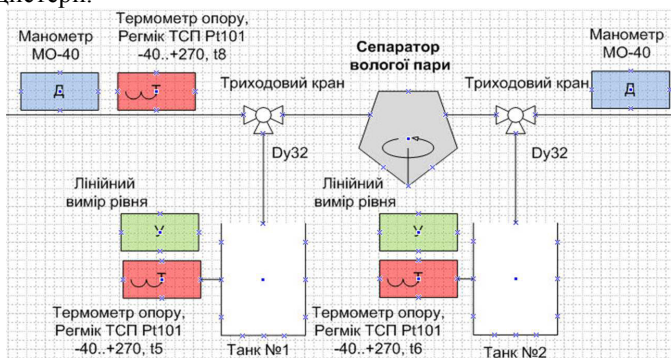 цистерн.
Манометр
МО-40
Д
Термометр опору,
Регмік ТСП Pt101
-40..+270, t8
Т
Триходовий кран
Dy32
Сепаратор
вологої пари
Триходовий кран
Dy32
Манометр
МО-40
Д
Лінійний
вимір рівня
У
Т
Термометр опору,
Регмік ТСП Pt101
-40..+270, t5
Танк №1
Лінійний
вимір рівня
У
Т
Термометр опору,
Регмік ТСП Pt101
-40..+270, t6
Танк №2